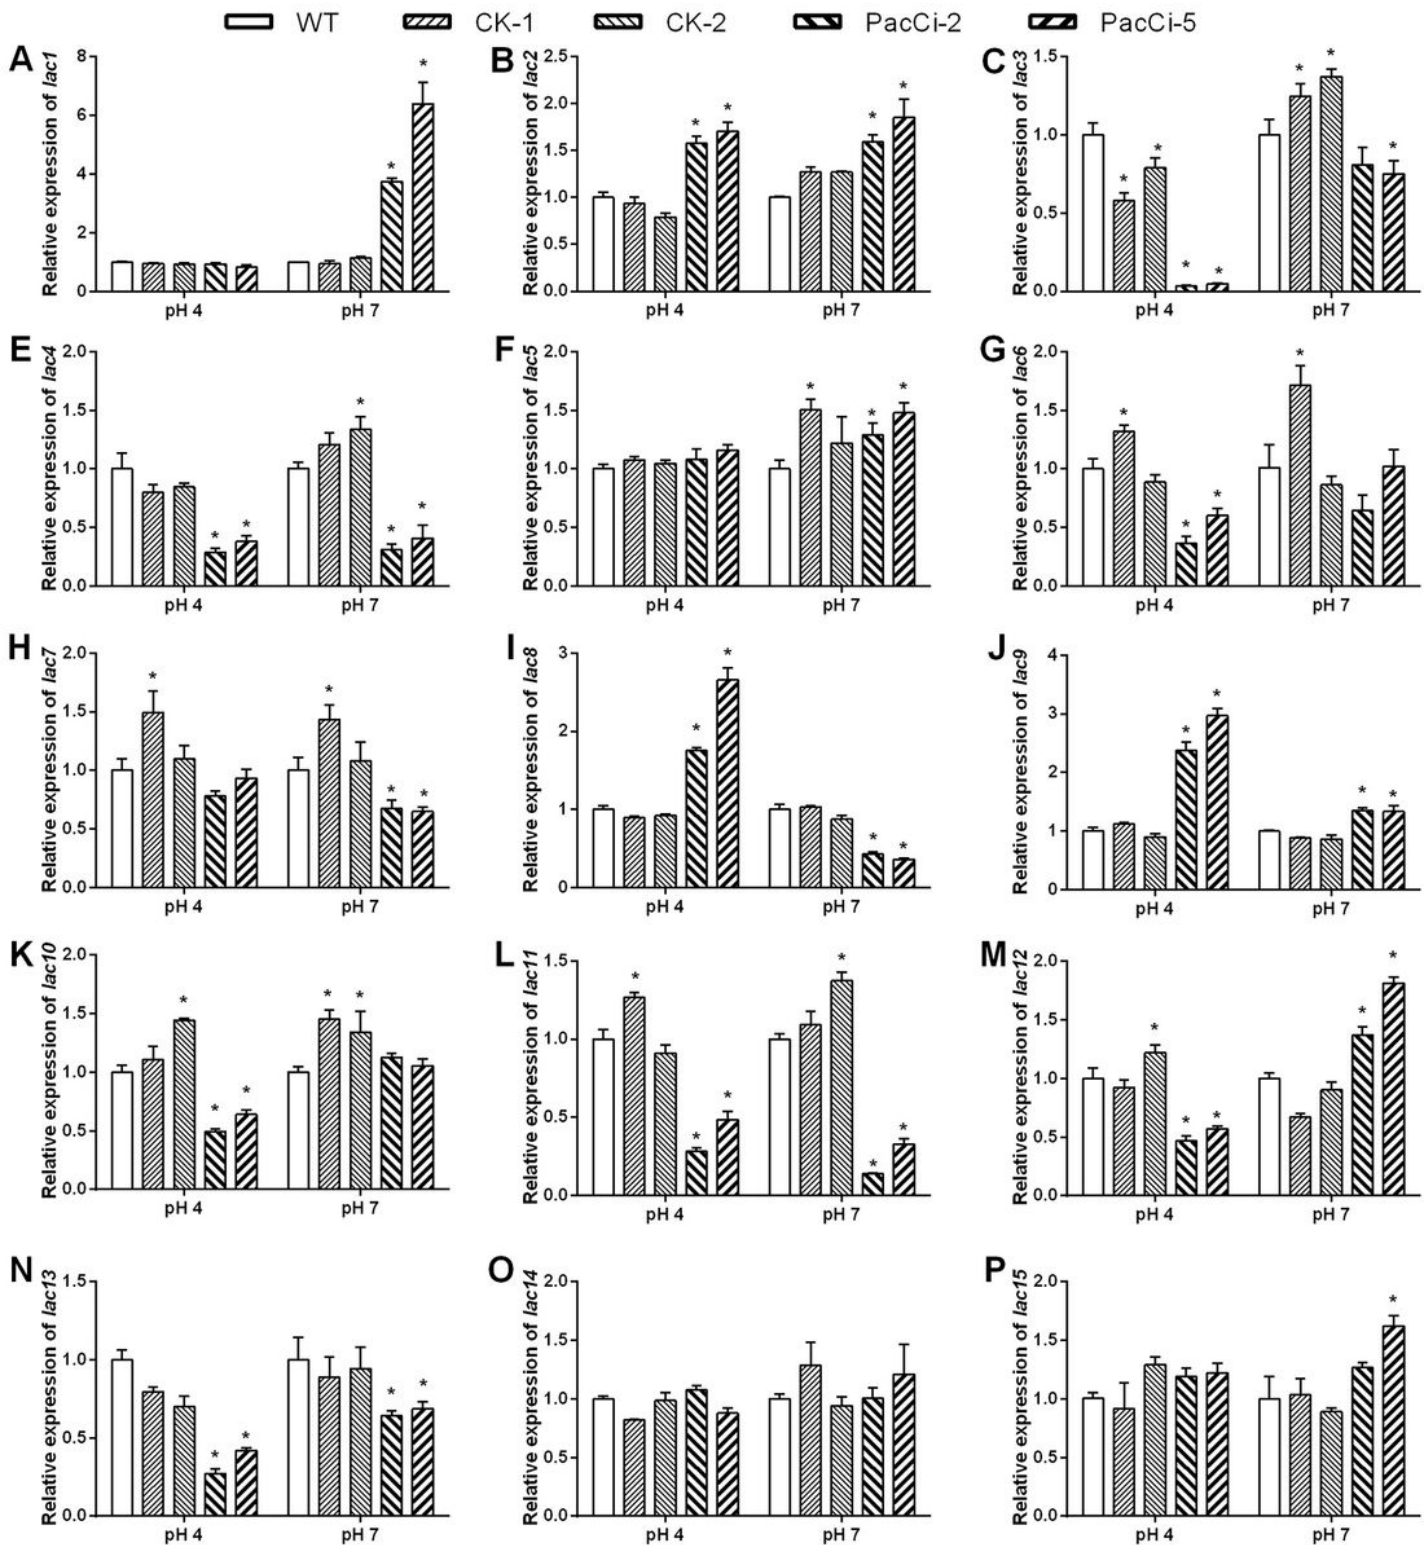 WT CK-1 CK-2 PacCi-2 PacCi-5
A
Relative expression of lac1
8
6
4
2
0
* *
pH 4 pH 7
B
Relative expression of lac2
2.5
2.0
1.5
1.0
0.5
0.0
* * * *
pH 4 pH 7
C
Relative expression of lac3
1.5
1.0
0.5
0.0
* * * * * * *
pH 4 pH 7
E
Relative expression of lac4
2.0
1.5
1.0
0.5
0.0
* * * * *
pH 4 pH 7
F
Relative expression of lac5
2.0
1.5
1.0
0.5
0.0
* * *
pH 4 pH 7
G
Relative expression of lac6
2.0
1.5
1.0
0.5
0.0
* * * *
pH 4 pH 7
H
Relative expression of lac7
2.0
1.5
1.0
0.5
0.0
* * * *
pH 4 pH 7
I
Relative expression of lac8
3
2
1
0
* * * *
pH 4 pH 7
J
Relative expression of lac9
4
3
2
1
0
* * * *
pH 4 pH 7
K
Relative expression of lac10
2.0
1.5
1.0
0.5
0.0
* * * * *
pH 4 pH 7
L
Relative expression of lac11
1.5
1.0
0.5
0.0
* * * * * *
pH 4 pH 7
M
Relative expression of lac12
2.0
1.5
1.0
0.5
0.0
* * * * *
pH 4 pH 7
N
Relative expression of lac13
1.5
1.0
0.5
0.0
* * * *
pH 4 pH 7
O
Relative expression of lac14
2.0
1.5
1.0
0.5
0.0
pH 4 pH 7
P
Relative expression of lac15
2.0
1.5
1.0
0.5
0.0
*
pH 4 pH 7